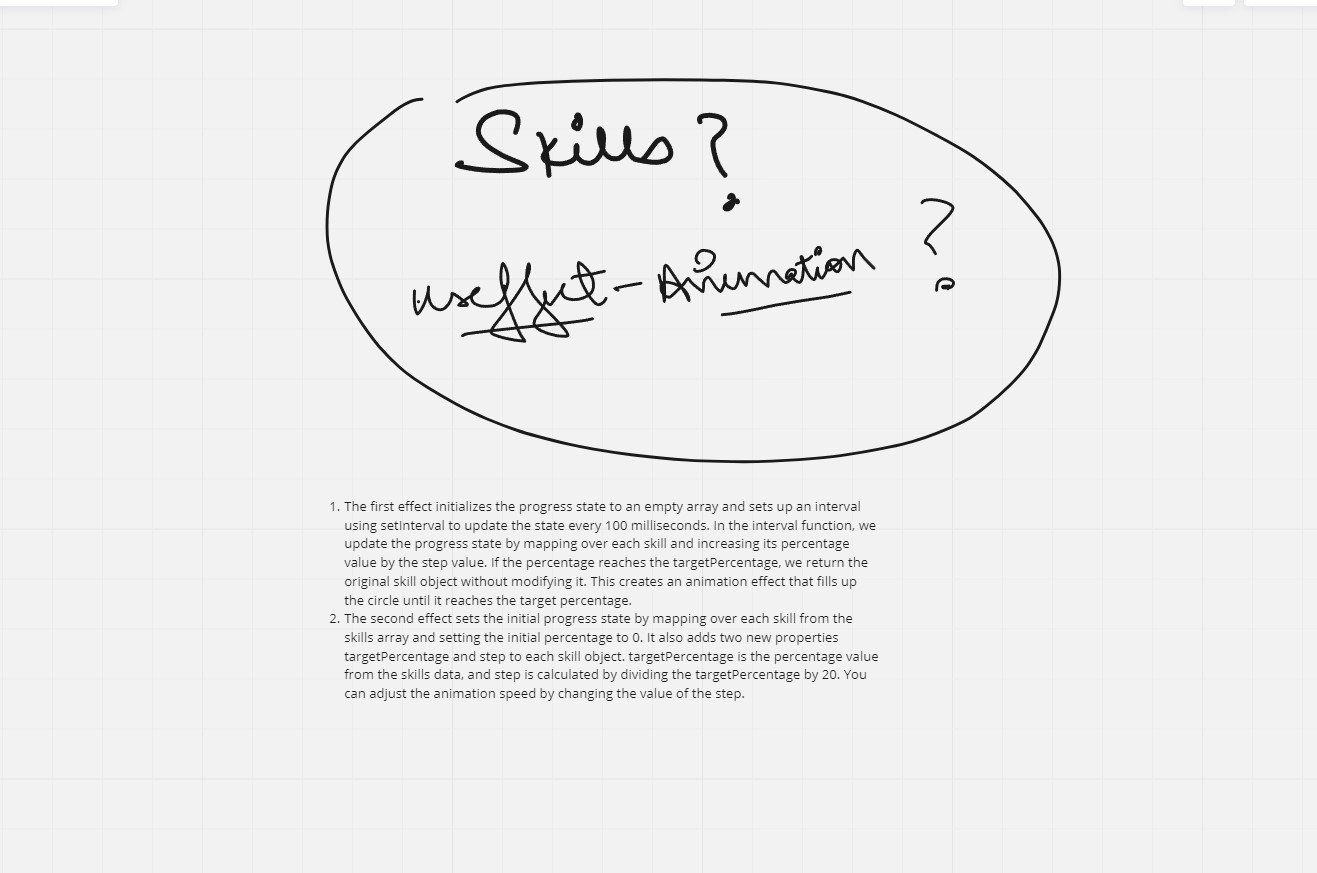 Skills?
useffect - Animation ?
1. The first effect initializes the progress state to an empty array and sets up an interval
using setInterval to update the state every 100 milliseconds. In the interval function, we
update the progress state by mapping over each skill and increasing its percentage
value by the step value. If the percentage reaches the targetPercentage, we return the
original skill object without modifying it. This creates an animation effect that fills up
the circle until it reaches the target percentage.
2. The second effect sets the initial progress state by mapping over each skill from the
skills array and setting the initial percentage to 0. It also adds two new properties
targetPercentage and step to each skill object. targetPercentage is the percentage value
from the skills data, and step is calculated by dividing the targetPercentage by 20. You
can adjust the animation speed by changing the value of the step.